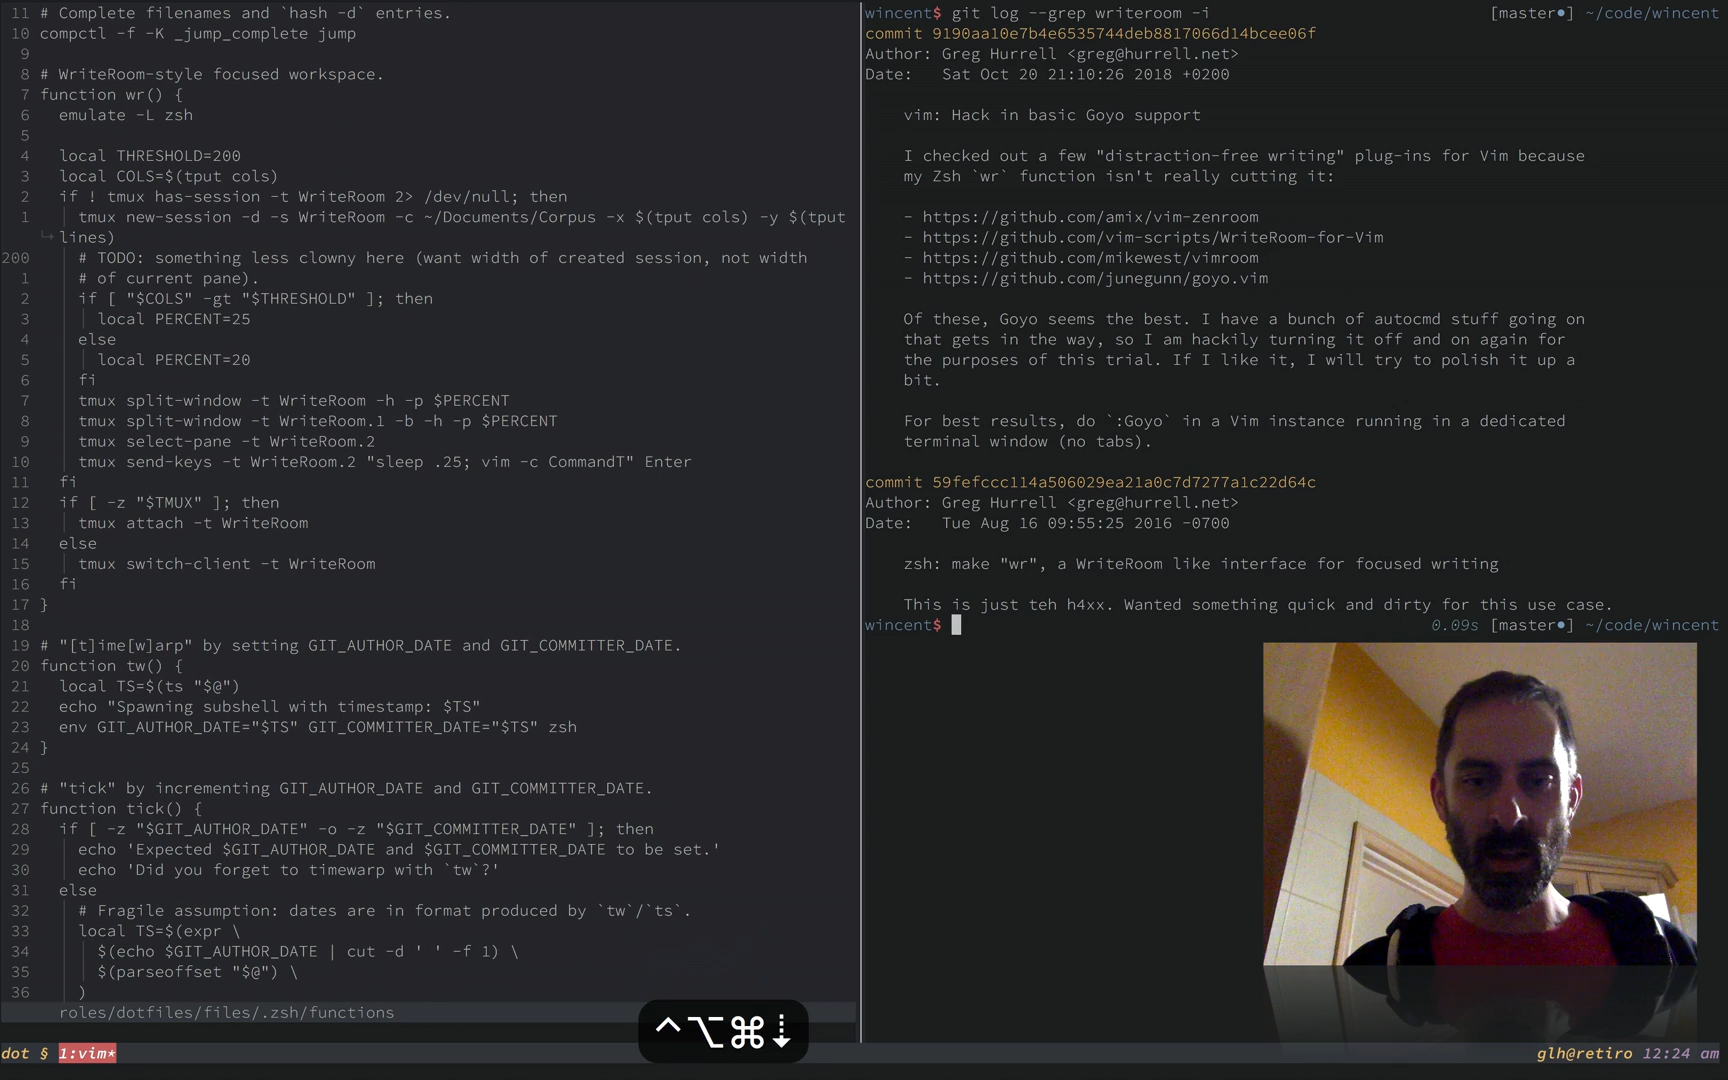 11 # Complete filenames and `hash -d` entries.
10 compctl -f -K _jump_complete jump
9
8 # WriteRoom-style focused workspace.
7 function wr() {
6 emulate -L zsh
5
4 local THRESHOLD=200
3 local COLS=$(tput cols)
2 if ! tmux has-session -t WriteRoom 2> /dev/null; then
1 tmux new-session -d -s WriteRoom -c ~/Documents/Corpus -x $(tput cols) -y $(tput
lines)
200 # TODO: something less clowny here (want width of created session, not width
1 # of current pane).
2 if [ "$COLS" -gt "$THRESHOLD" ]; then
3 local PERCENT=25
4 else
5 local PERCENT=20
6 fi
7 tmux split-window -t WriteRoom -h -p $PERCENT
8 tmux split-window -t WriteRoom.1 -b -h -p $PERCENT
9 tmux select-pane -t WriteRoom.2
10 tmux send-keys -t WriteRoom.2 "sleep .25; vim -c CommandT" Enter
11 fi
12 if [ -z "$TMUX" ]; then
13 tmux attach -t WriteRoom
14 else
15 tmux switch-client -t WriteRoom
16 fi
17 }
18
19 # "[t]ime[w]arp" by setting GIT_AUTHOR_DATE and GIT_COMMITTER_DATE.
20 function tw() {
21 local TS=$(ts "$@")
22 echo "Spawning subshell with timestamp: $TS"
23 env GIT_AUTHOR_DATE="$TS" GIT_COMMITTER_DATE="$TS" zsh
24 }
25
26 # "tick" by incrementing GIT_AUTHOR_DATE and GIT_COMMITTER_DATE.
27 function tick() {
28 if [ -z "$GIT_AUTHOR_DATE" -o -z "$GIT_COMMITTER_DATE" ]; then
29 echo 'Expected $GIT_AUTHOR_DATE and $GIT_COMMITTER_DATE to be set.'
30 echo 'Did you forget to timewarp with `tw`?'
31 else
32 # Fragile assumption: dates are in format produced by `tw`/`ts`.
33 local TS=$(expr \
34 $(echo $GIT_AUTHOR_DATE | cut -d ' ' -f 1) \
35 $(parseoffset "$@") \
36 )
roles/dotfiles/files/.zsh/functions
wincent$ git log --grep writeroom -i [master●] ~/code/wincent
commit 9190aa10e7b4e6535744deb8817066d14bcee06f
Author: Greg Hurrell <greg@hurrell.net>
Date: Sat Oct 20 21:10:26 2018 +0200
vim: Hack in basic Goyo support
I checked out a few "distraction-free writing" plug-ins for Vim because
my Zsh `wr` function isn't really cutting it:
- https://github.com/amix/vim-zenroom
- https://github.com/vim-scripts/WriteRoom-for-Vim
- https://github.com/mikewest/vimroom
- https://github.com/junegunn/goyo.vim
Of these, Goyo seems the best. I have a bunch of autocmd stuff going on
that gets in the way, so I am hackily turning it off and on again for
the purposes of this trial. If I like it, I will try to polish it up a
bit.
For best results, do `:Goyo` in a Vim instance running in a dedicated
terminal window (no tabs).
commit 59fefccc114a506029ea21a0c7d7277a1c22d64c
Author: Greg Hurrell <greg@hurrell.net>
Date: Tue Aug 16 09:55:25 2016 -0700
zsh: make "wr", a WriteRoom like interface for focused writing
This is just teh h4xx. Wanted something quick and dirty for this use case.
wincent$ 0.09s [master●] ~/code/wincent
^⌥⌘⇣
dot § 1:vim* glh@retiro 12:24 am